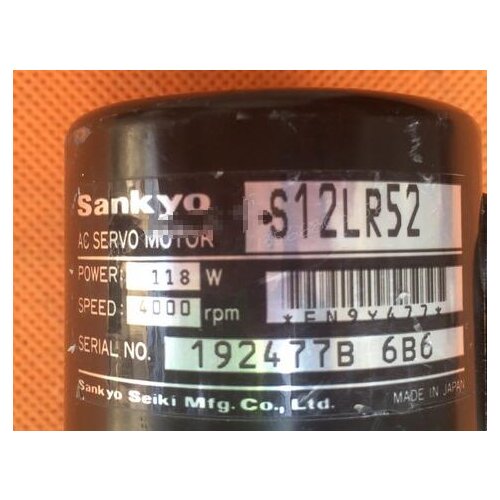 Sankyo S12LR52
AC SERVO MOTOR
POWER: 118 W
SPEED: 4000 rpm *EN9Y477*
SERIAL NO. 192477B 6B6
Sankyo Seiki Mfg. Co., Ltd. MADE IN JAPAN